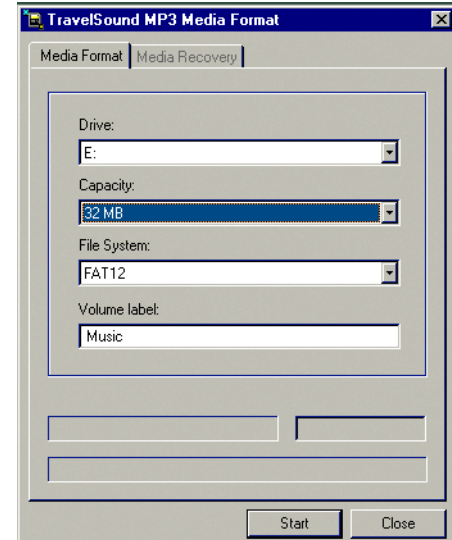 TravelSound MP3 Media Format
Media Format Media Recovery
Drive:
E:
Capacity:
32 MB
File System:
FAT12
Volume label:
Music
Start Close